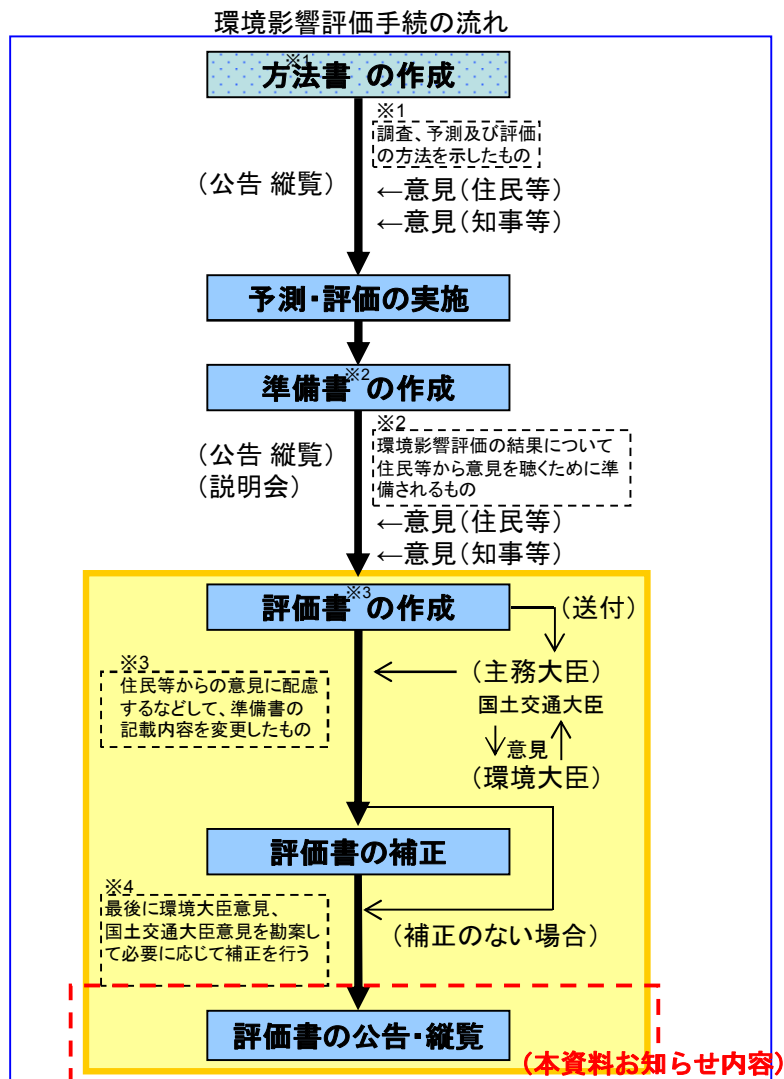 環境影響評価手続の流れ
方法書※1の作成
※1
調査、予測及び評価
の方法を示したもの
(公告 縦覧)
←意見(住民等)
←意見(知事等)
予測・評価の実施
準備書※2の作成
※2
環境影響評価の結果について
住民等から意見を聴くために準
備されるもの
(公告 縦覧)
(説明会)
←意見(住民等)
←意見(知事等)
評価書※3の作成
(送付)
※3
住民等からの意見に配慮
するなどして、準備書の
記載内容を変更したもの
(主務大臣)
国土交通大臣
意見
(環境大臣)
評価書の補正
※4
最後に環境大臣意見、
国土交通大臣意見を勘案し
て必要に応じて補正を行う
(補正のない場合)
評価書の公告・縦覧
(本資料お知らせ内容)